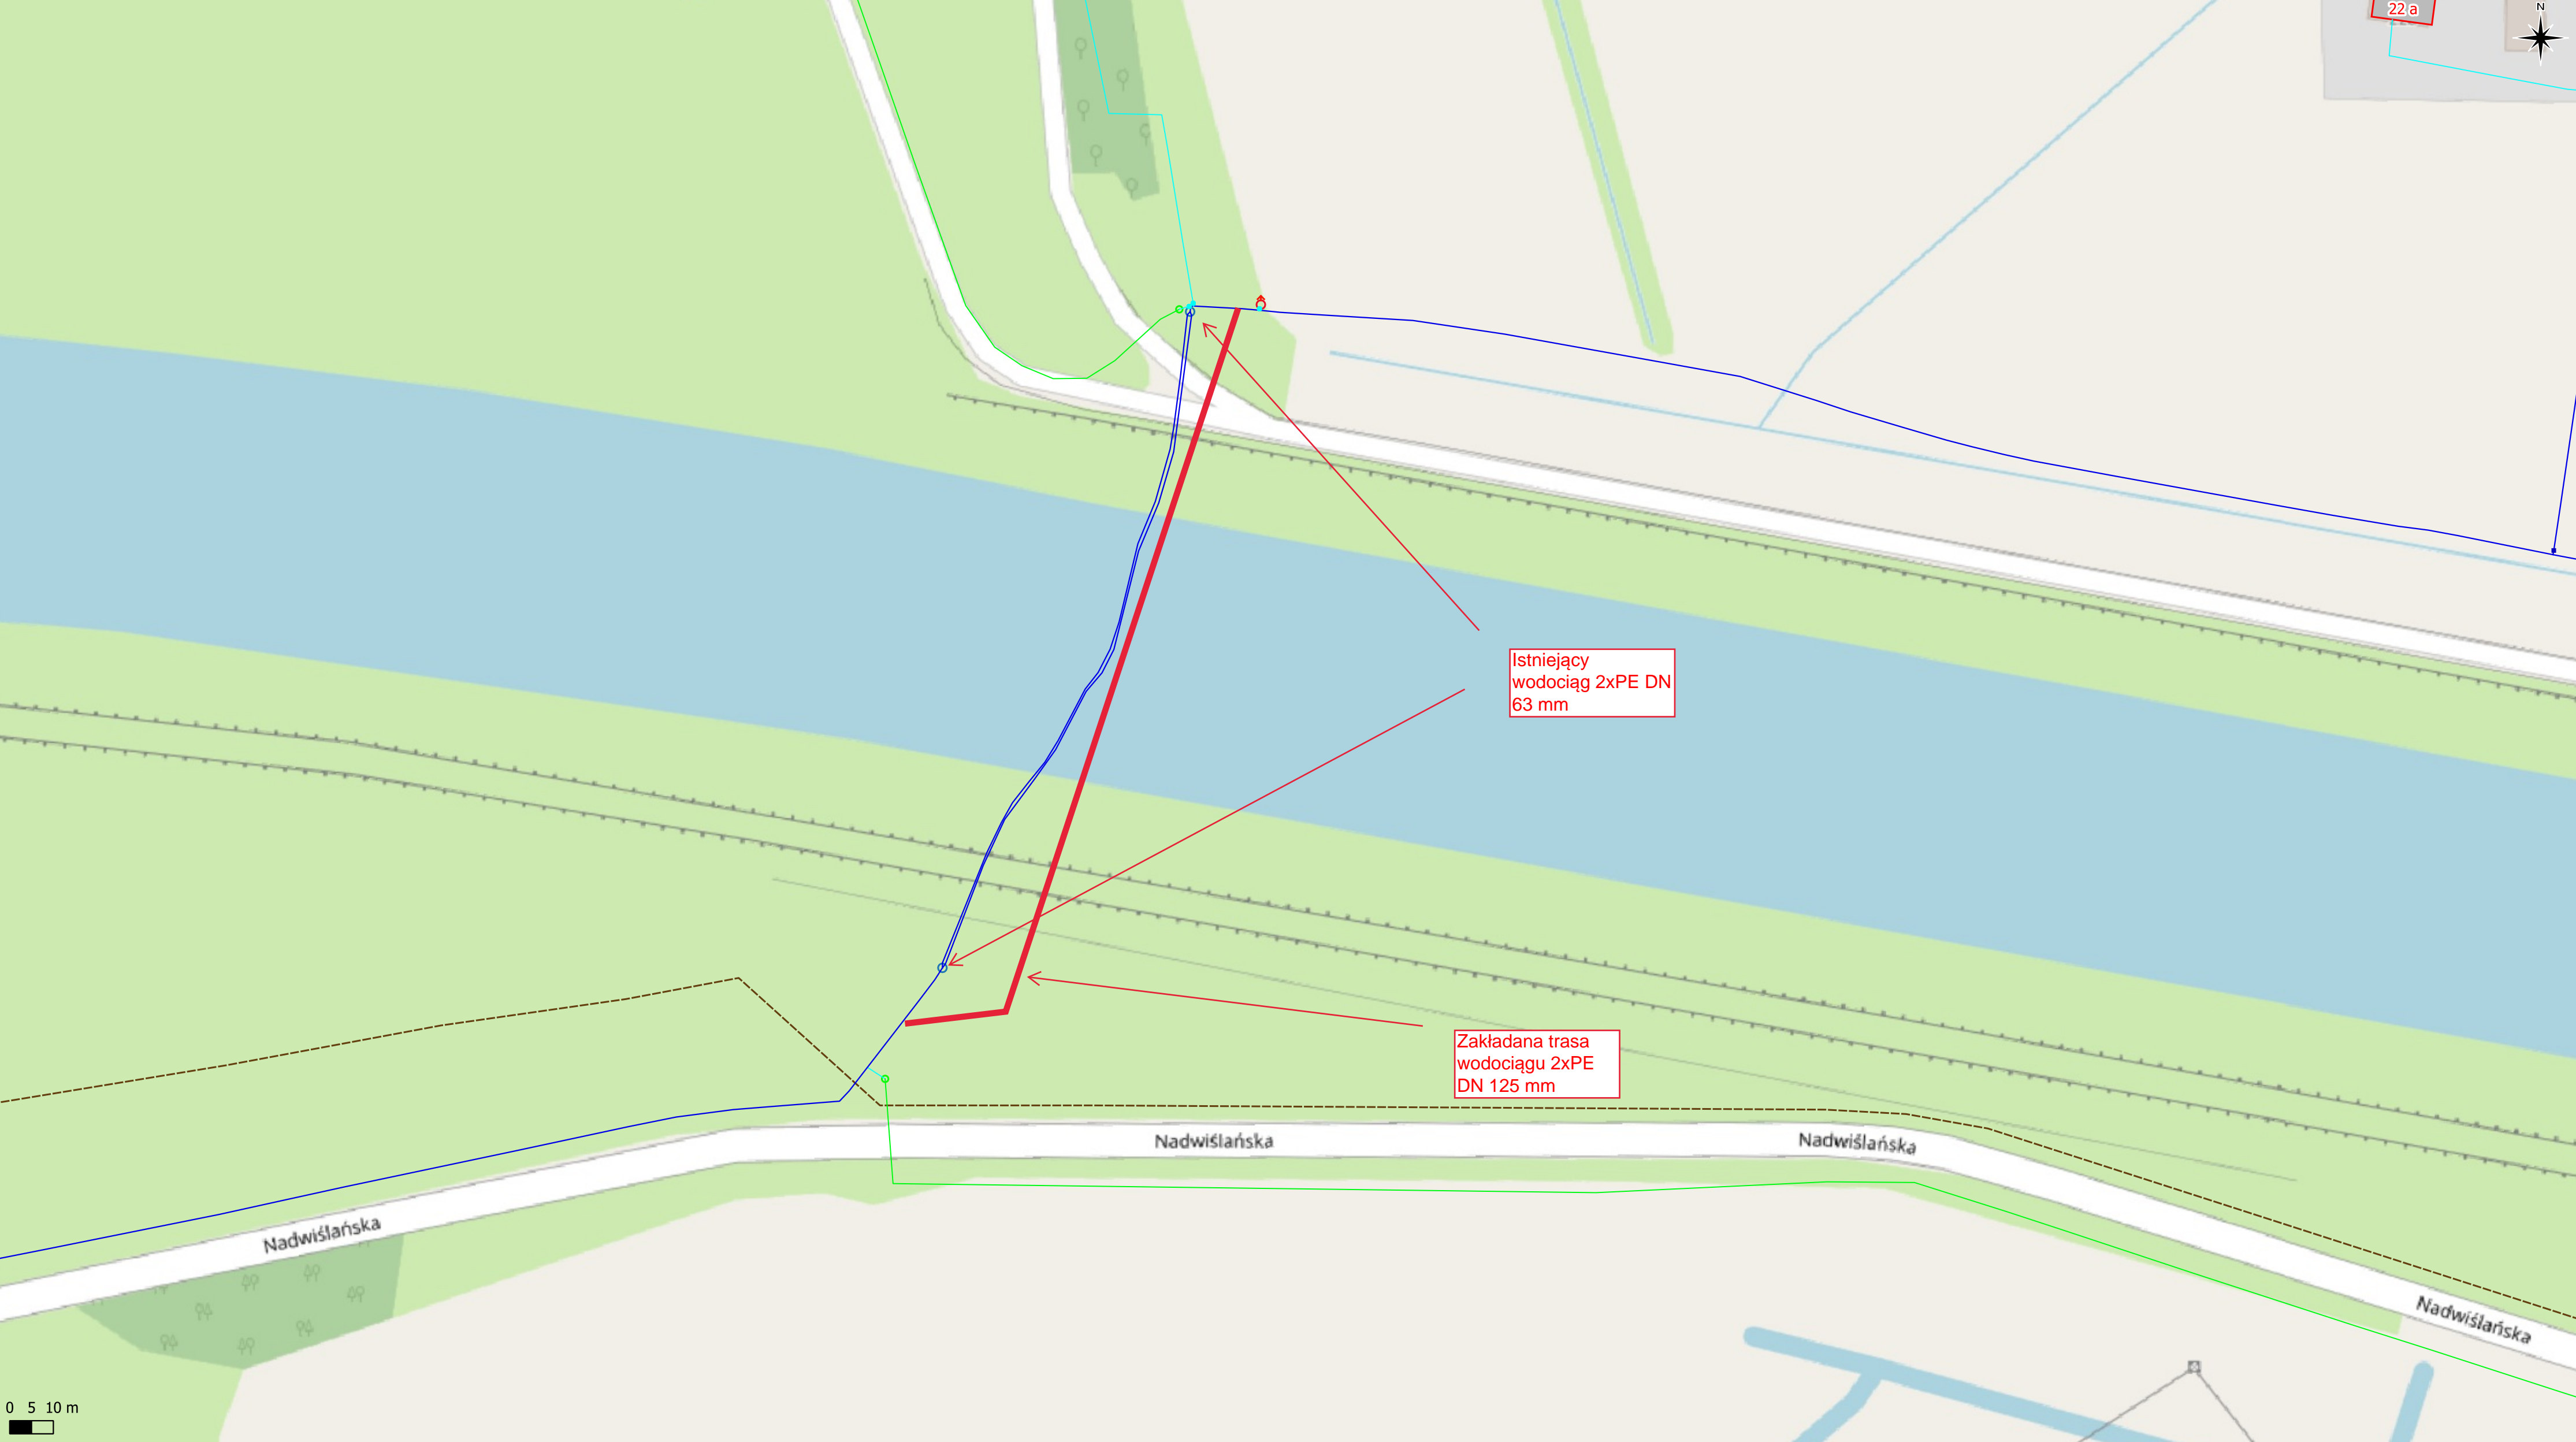 22 a
N
Istniejący
wodociąg 2xPE DN
63 mm
Zakładana trasa
wodociągu 2xPE
DN 125 mm
Nadwiślańska
Nadwiślańska
Nadwiślańska
Nadwiślańska
0 5 10 m